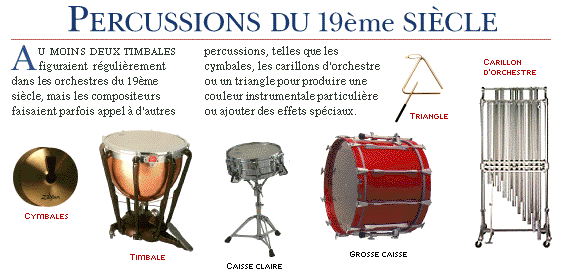 PERCUSSIONS DU 19ème SIÈCLE
AU MOINS DEUX TIMBALES
figuraient régulièrement
dans les orchestres du 19ème
siècle, mais les compositeurs
faisaient parfois appel à d'autres
percussions, telles que les
cymbales, les carillons d'orchestre
ou un triangle pour produire une
couleur instrumentale particulière
ou ajouter des effets spéciaux.
TRIANGLE
CARILLON
D'ORCHESTRE
CYMBALES
TIMBALE
CAISSE CLAIRE
GROSSE CAISSE